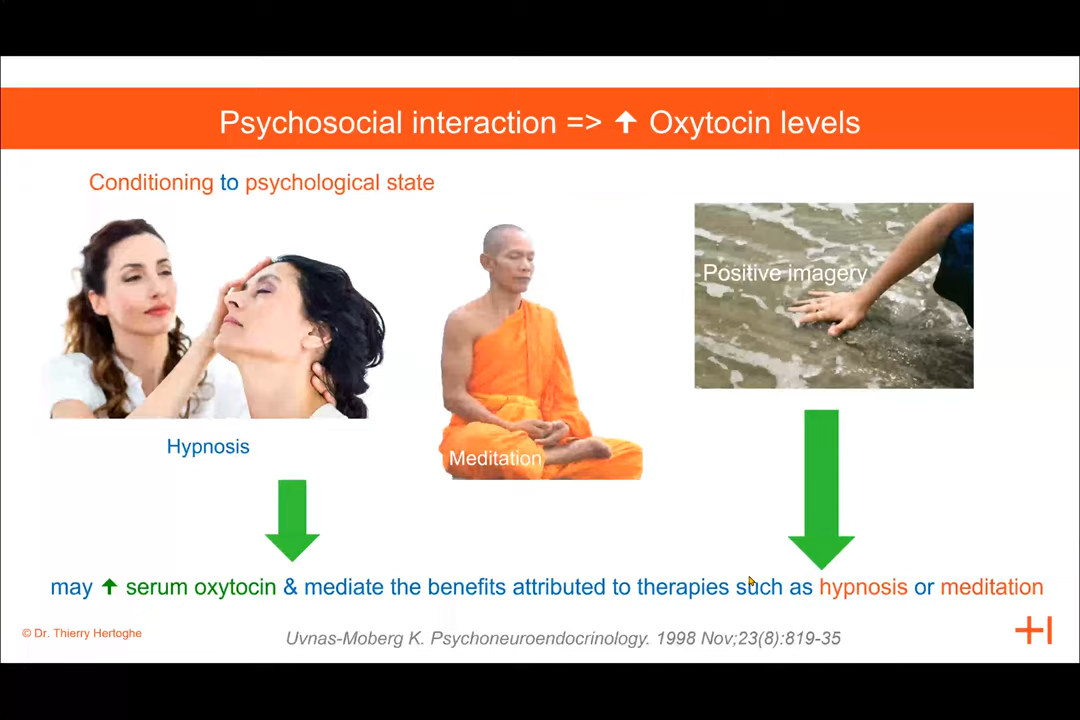 Psychosocial interaction => ⬆ Oxytocin levels
Conditioning to psychological state
Positive imagery
Hypnosis
Meditation
may ⬆ serum oxytocin & mediate the benefits attributed to therapies such as hypnosis or meditation
© Dr. Thierry Hertoghe
Uvnas-Moberg K. Psychoneuroendocrinology. 1998 Nov;23(8):819-35